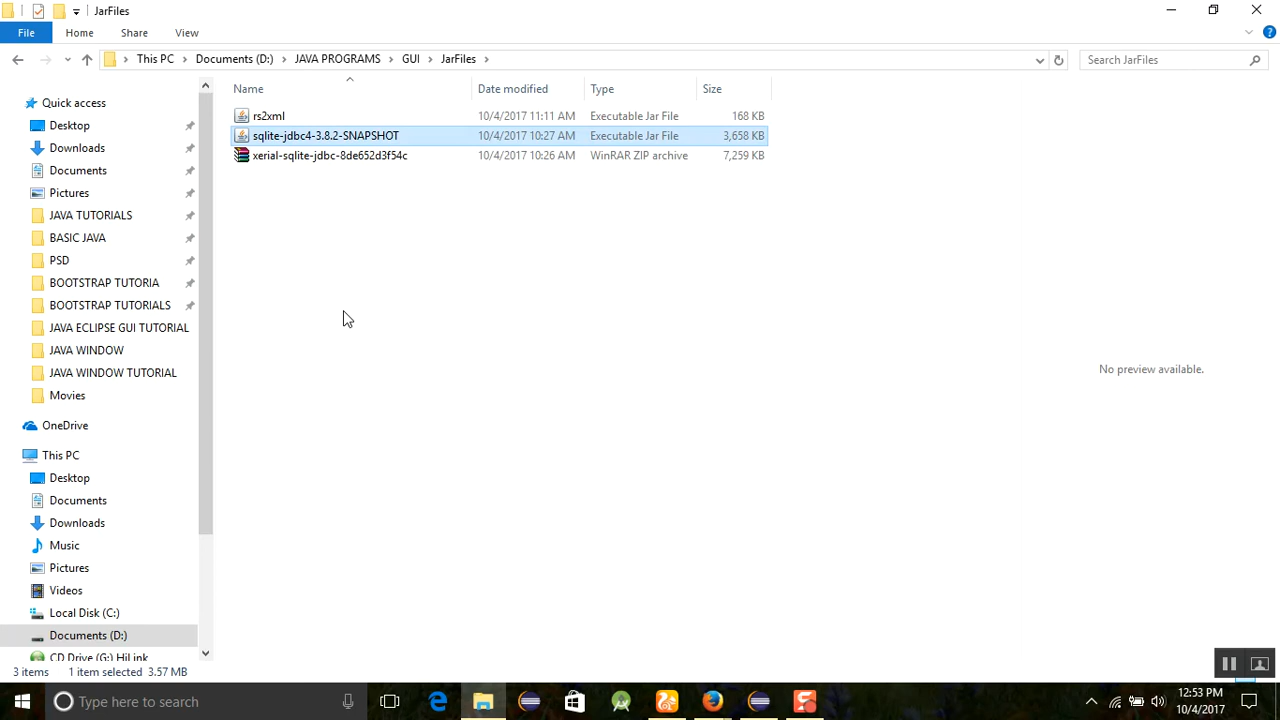 JarFiles
File Home Share View
This PC Documents (D:) JAVA PROGRAMS GUI JarFiles Search JarFiles
Name Date modified Type Size
rs2xml 10/4/2017 11:11 AM Executable Jar File 168 KB
sqlite-jdbc4-3.8.2-SNAPSHOT 10/4/2017 10:27 AM Executable Jar File 3,658 KB
xerial-sqlite-jdbc-8de652d3f54c 10/4/2017 10:26 AM WinRAR ZIP archive 7,259 KB
Quick access
Desktop
Downloads
Documents
Pictures
JAVA TUTORIALS
BASIC JAVA
PSD
BOOTSTRAP TUTORIA
BOOTSTRAP TUTORIALS
JAVA ECLIPSE GUI TUTORIAL
JAVA WINDOW
JAVA WINDOW TUTORIAL
Movies
OneDrive
This PC
Desktop
Documents
Downloads
Music
Pictures
Videos
Local Disk (C:)
Documents (D:)
CD Drive (G:) HiLink
No preview available.
3 items 1 item selected 3.57 MB
Type here to search
12:53 PM
10/4/2017